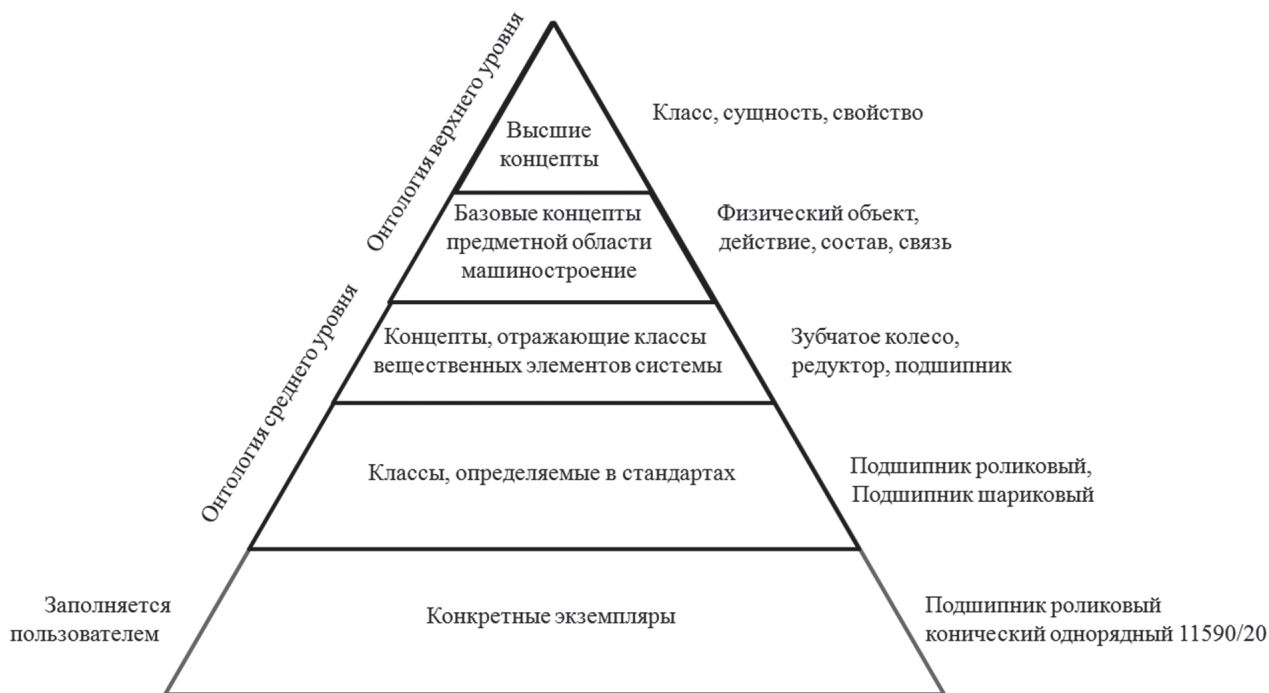 Онтология верхнего уровня
Высшие
концепты
Класс, сущность, свойство
Базовые концепты
предметной области
машиностроение
Физический объект,
действие, состав, связь
Онтология среднего уровня
Концепты, отражающие классы
вещественных элементов системы
Зубчатое колесо,
редуктор, подшипник
Классы, определяемые в стандартах
Подшипник роликовый,
Подшипник шариковый
Заполняется
пользователем
Конкретные экземпляры
Подшипник роликовый
конический однорядный 11590/20